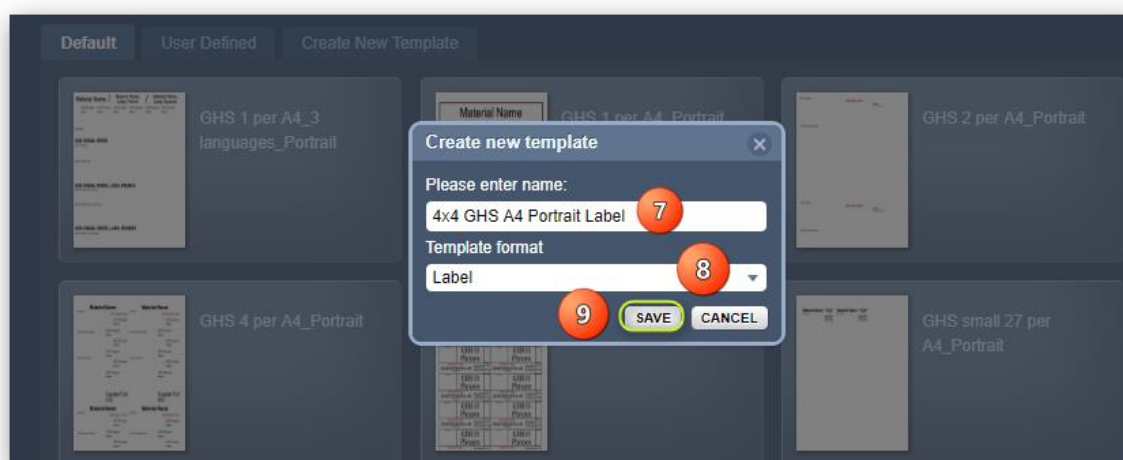 Default
User Defined
Create New Template
GHS 1 per A4_3
languages_Portrait
Material Name
GHS 1 per A4_Portrait
GHS 2 per A4_Portrait
Create new template
Please enter name:
4x4 GHS A4 Portrait Label
7
Template format
Label
8
9
SAVE
CANCEL
GHS 4 per A4_Portrait
GHS small 27 per
A4_Portrait